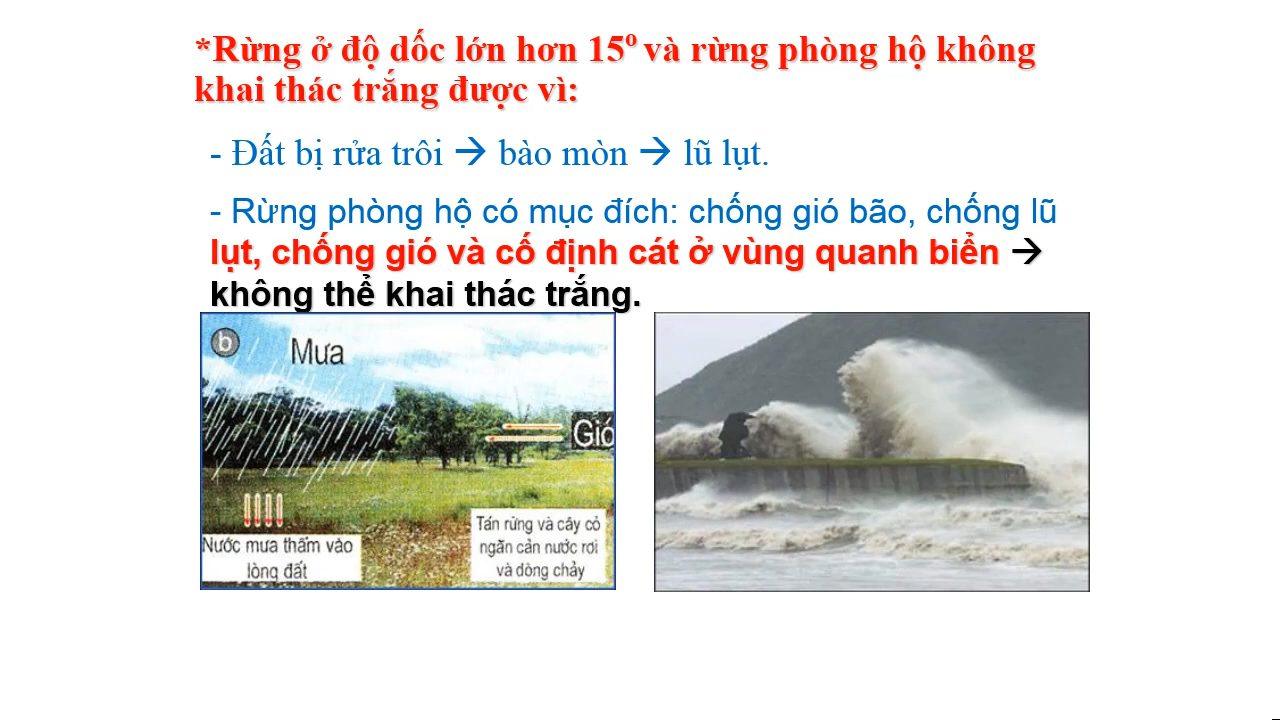 *Rừng ở độ dốc lớn hơn 15º và rừng phòng hộ không
khai thác trắng được vì:
- Đất bị rửa trôi → bào mòn → lũ lụt.
- Rừng phòng hộ có mục đích: chống gió bão, chống lũ
lụt, chống gió và cố định cát ở vùng quanh biển →
không thể khai thác trắng.
b
Mưa
Gió
Nước mưa thấm vào
lòng đất
Tán rừng và cây cỏ
ngăn cản nước rơi
và dòng chảy